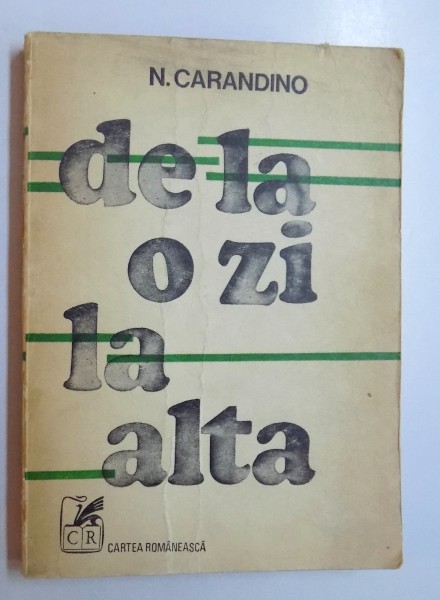 N. CARANDINO
de la
o zi
la
alta
CR
CARTEA ROMÂNEASCĂ